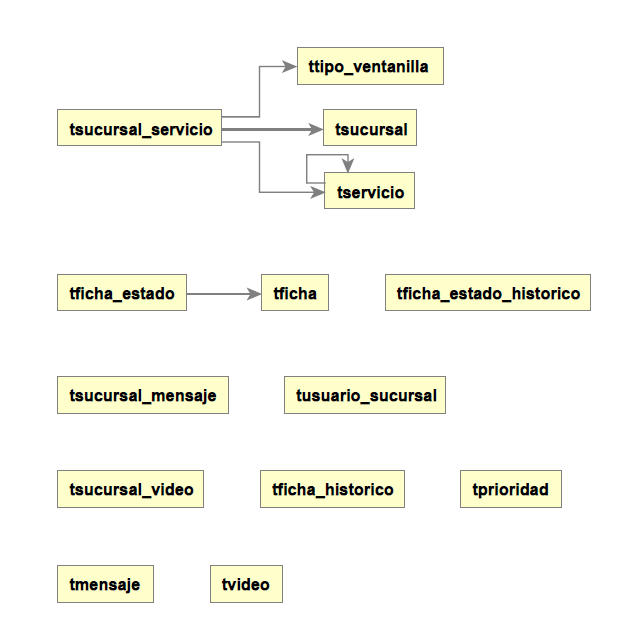 ttipo_ventanilla
tsucursal_servicio
tsucursal
tservicio
tficha_estado
tficha
tficha_estado_historico
tsucursal_mensaje
tusuario_sucursal
tsucursal_video
tficha_historico
tprioridad
tmensaje
tvideo